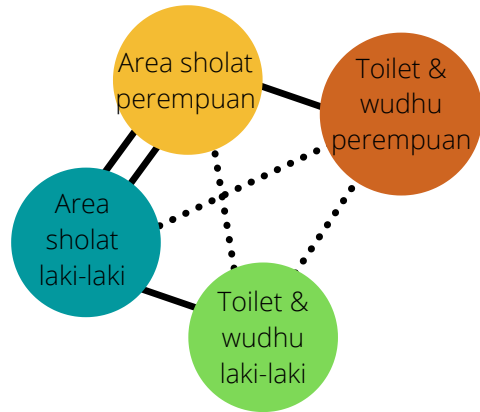 Area sholat
perempuan
Toilet &
wudhu
perempuan
Area
sholat
laki-laki
Toilet &
wudhu
laki-laki